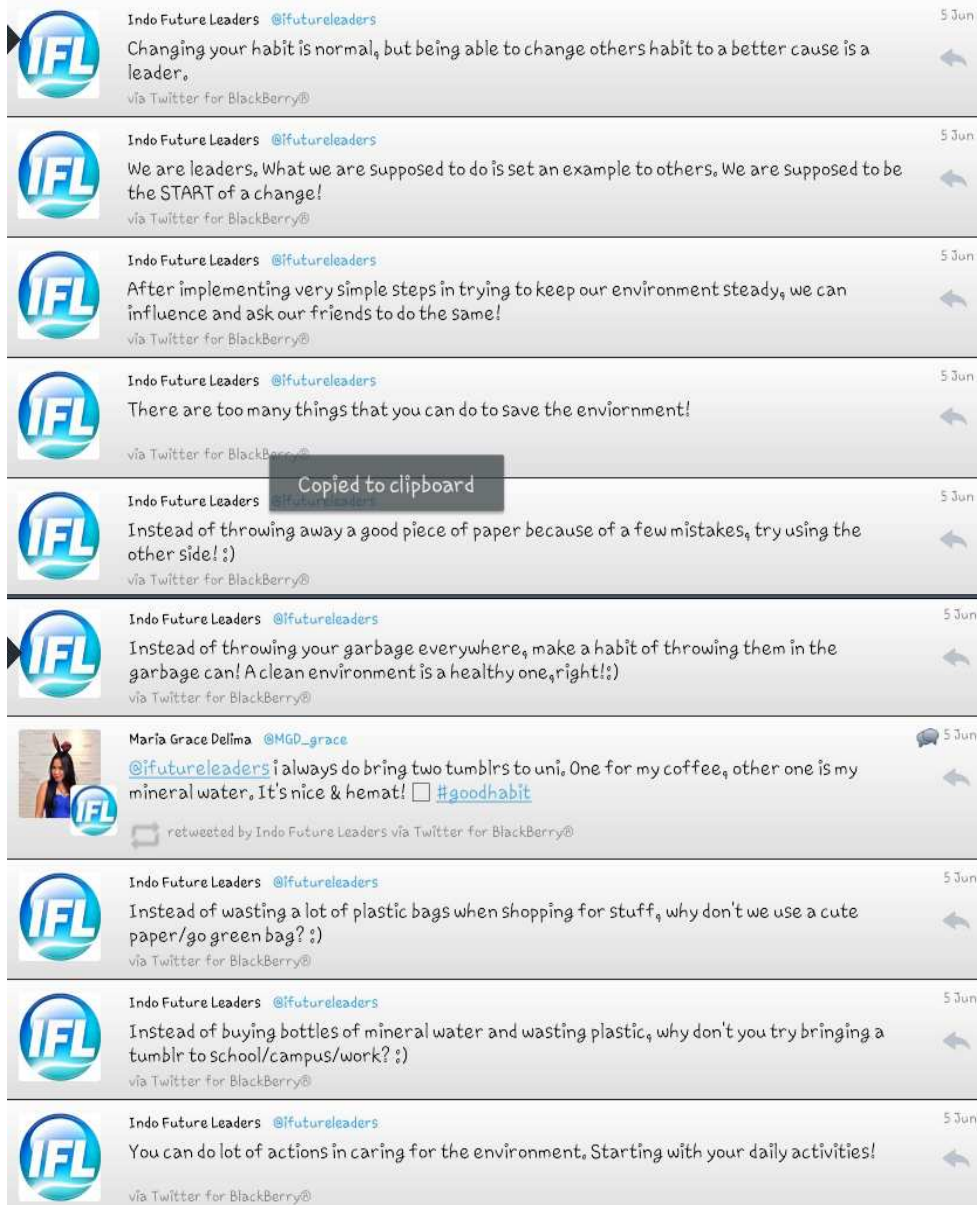 IFL
Indo Future Leaders @ifutureleaders 5 Jun
Changing your habit is normal, but being able to change others habit to a better cause is a
leader.
via Twitter for BlackBerry®
IFL
Indo Future Leaders @ifutureleaders 5 Jun
We are leaders. What we are supposed to do is set an example to others. We are supposed to be
the START of a change!
via Twitter for BlackBerry®
IFL
Indo Future Leaders @ifutureleaders 5 Jun
After implementing very simple steps in trying to keep our environment steady, we can
influence and ask our friends to do the same!
via Twitter for BlackBerry®
IFL
Indo Future Leaders @ifutureleaders 5 Jun
There are too many things that you can do to save the enviornment!
via Twitter for BlackBerry®
Copied to clipboard
IFL
Indo Future Leaders @ifutureleaders 5 Jun
Instead of throwing away a good piece of paper because of a few mistakes, try using the
other side! :)
via Twitter for BlackBerry®
IFL
Indo Future Leaders @ifutureleaders 5 Jun
Instead of throwing your garbage everywhere, make a habit of throwing them in the
garbage can! A clean environment is a healthy one,right!:)
via Twitter for BlackBerry®
Maria Grace Delima @MGD_grace 5 Jun
@ifutureleaders i always do bring two tumblrs to uni. One for my coffee, other one is my
mineral water. It's nice & hemat! □ #goodhabit
IFL
retweeted by Indo Future Leaders via Twitter for BlackBerry®
IFL
Indo Future Leaders @ifutureleaders 5 Jun
Instead of wasting a lot of plastic bags when shopping for stuff, why don't we use a cute
paper/go green bag? :)
via Twitter for BlackBerry®
IFL
Indo Future Leaders @ifutureleaders 5 Jun
Instead of buying bottles of mineral water and wasting plastic, why don't you try bringing a
tumblr to school/campus/work? :)
via Twitter for BlackBerry®
IFL
Indo Future Leaders @ifutureleaders 5 Jun
You can do lot of actions in caring for the environment. Starting with your daily activities!
via Twitter for BlackBerry®